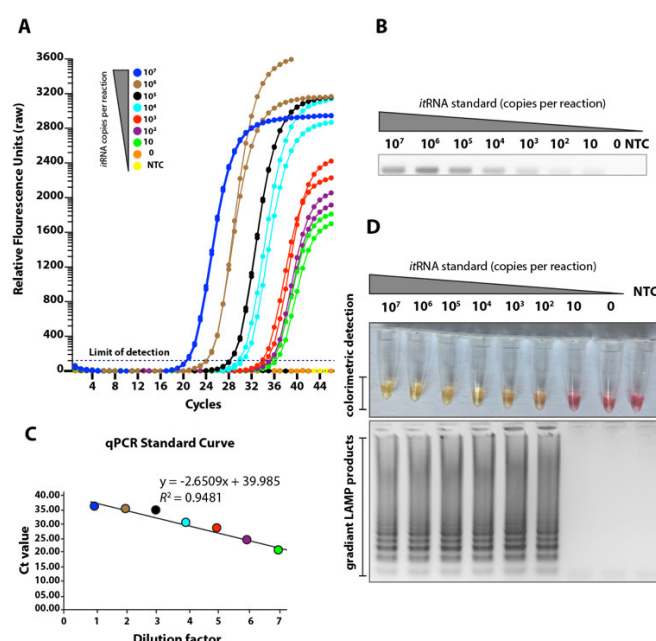 A
Relative Flourescence Units (raw)
3600
3200
2800
2400
2000
1600
1200
800
400
0
itRNA copies per reaction
10⁷
10⁶
10⁵
10⁴
10³
10²
10
0
NTC
Limit of detection
4 8 12 16 20 24 28 32 36 40 44
Cycles
B
itRNA standard (copies per reaction)
10⁷ 10⁶ 10⁵ 10⁴ 10³ 10² 10 0 NTC
C
qPCR Standard Curve
y = -2.6509x + 39.985
R² = 0.9481
Ct value
40.00
35.00
30.00
25.00
20.00
15.00
10.00
05.00
00.00
0 1 2 3 4 5 6 7
Dilution factor
D
itRNA standard (copies per reaction)
10⁷ 10⁶ 10⁵ 10⁴ 10³ 10² 10 0 NTC
colorimetric detection
gradiant LAMP products